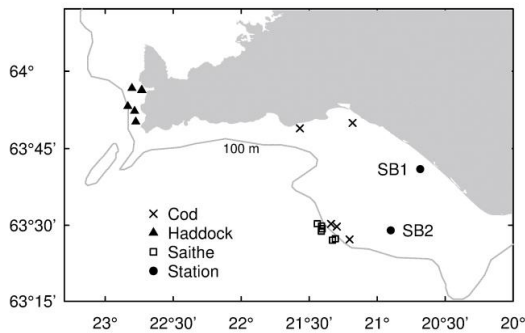 64°
63°45'
63°30'
63°15'
100 m
SB1
SB2
Cod
Haddock
Saithe
Station
23° 22°30' 22° 21°30' 21° 20°30' 20°